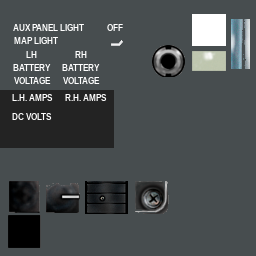 AUX PANEL LIGHT OFF
MAP LIGHT
LH RH
BATTERY BATTERY
VOLTAGE VOLTAGE
L.H. AMPS R.H. AMPS
DC VOLTS